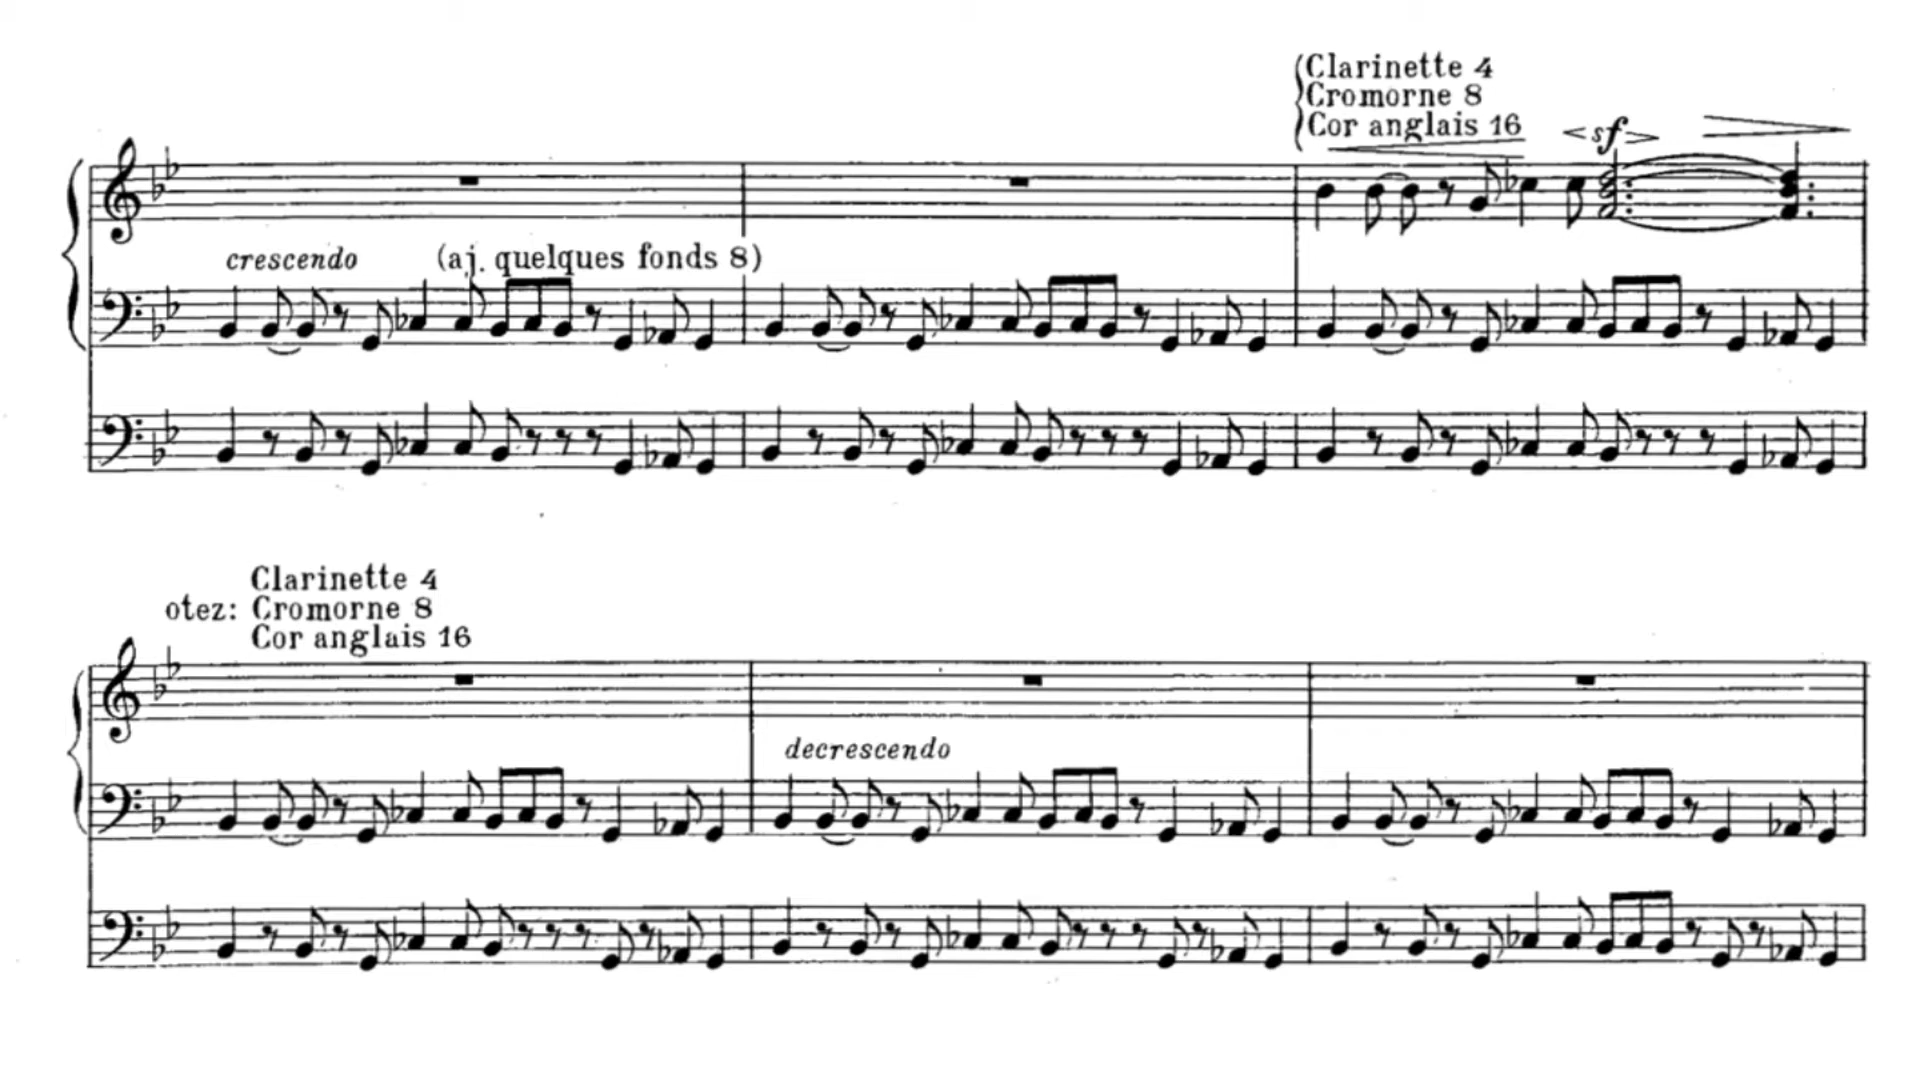 Clarinette 4
Cromorne 8
Cor anglais 16
sf
crescendo (aj. quelques fonds 8)
Clarinette 4
otez: Cromorne 8
Cor anglais 16
decrescendo